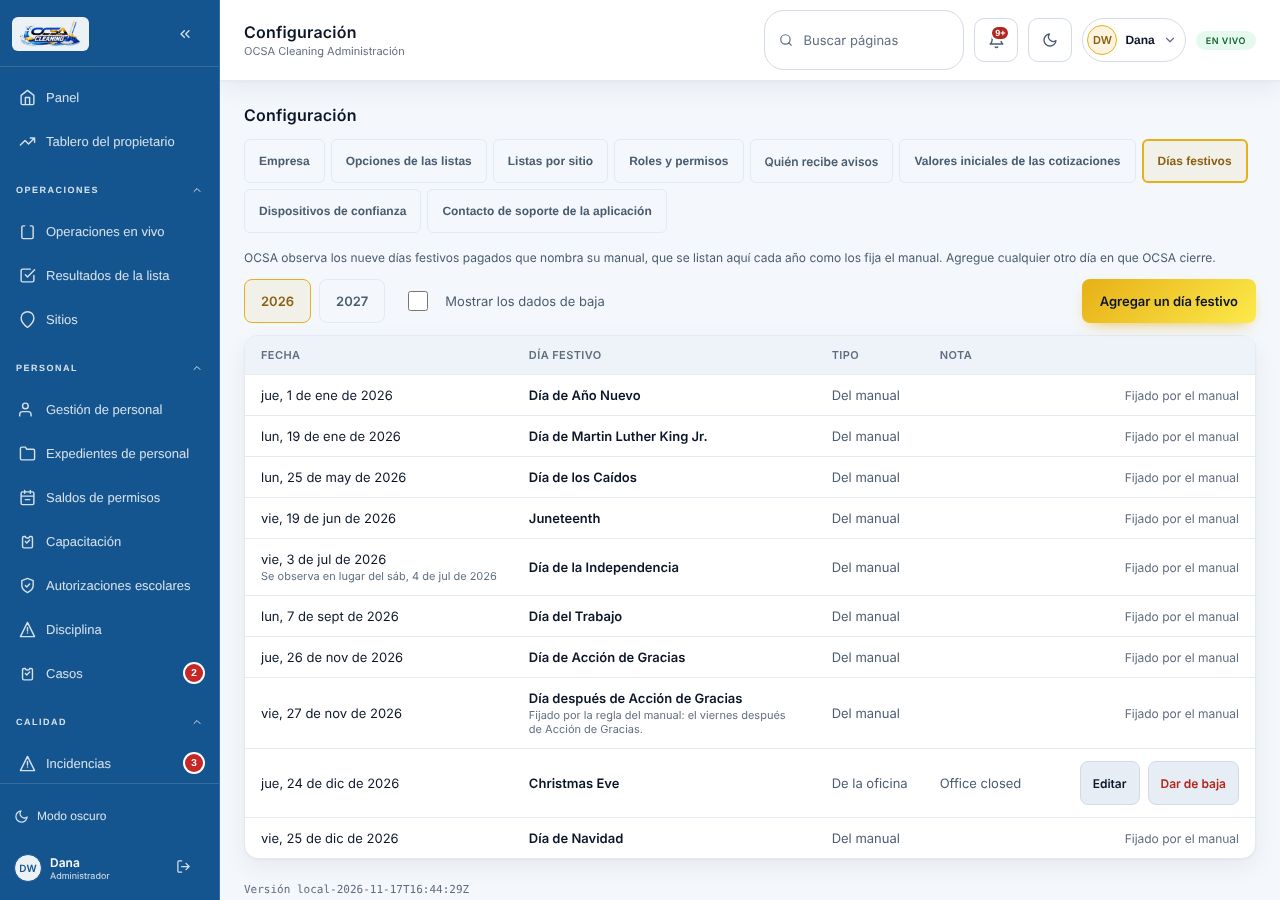 OCSA
CLEANING
Panel
Tablero del propietario
OPERACIONES
Operaciones en vivo
Resultados de la lista
Sitios
PERSONAL
Gestión de personal
Expedientes de personal
Saldos de permisos
Capacitación
Autorizaciones escolares
Disciplina
Casos 2
CALIDAD
Incidencias 3
Modo oscuro
DW Dana
Administrador
Configuración
OCSA Cleaning Administración
Buscar páginas
9+
DW Dana
EN VIVO
Configuración
Empresa Opciones de las listas Listas por sitio Roles y permisos Quién recibe avisos Valores iniciales de las cotizaciones Días festivos
Dispositivos de confianza Contacto de soporte de la aplicación
OCSA observa los nueve días festivos pagados que nombra su manual, que se listan aquí cada año como los fija el manual. Agregue cualquier otro día en que OCSA cierre.
2026 2027 Mostrar los dados de baja Agregar un día festivo
FECHA DÍA FESTIVO TIPO NOTA
jue, 1 de ene de 2026 Día de Año Nuevo Del manual Fijado por el manual
lun, 19 de ene de 2026 Día de Martin Luther King Jr. Del manual Fijado por el manual
lun, 25 de may de 2026 Día de los Caídos Del manual Fijado por el manual
vie, 19 de jun de 2026 Juneteenth Del manual Fijado por el manual
vie, 3 de jul de 2026
Se observa en lugar del sáb, 4 de jul de 2026
Día de la Independencia Del manual Fijado por el manual
lun, 7 de sept de 2026 Día del Trabajo Del manual Fijado por el manual
jue, 26 de nov de 2026 Día de Acción de Gracias Del manual Fijado por el manual
vie, 27 de nov de 2026 Día después de Acción de Gracias
Fijado por la regla del manual: el viernes después
de Acción de Gracias.
Del manual Fijado por el manual
jue, 24 de dic de 2026 Christmas Eve De la oficina Office closed Editar Dar de baja
vie, 25 de dic de 2026 Día de Navidad Del manual Fijado por el manual
Versión local-2026-11-17T16:44:29Z